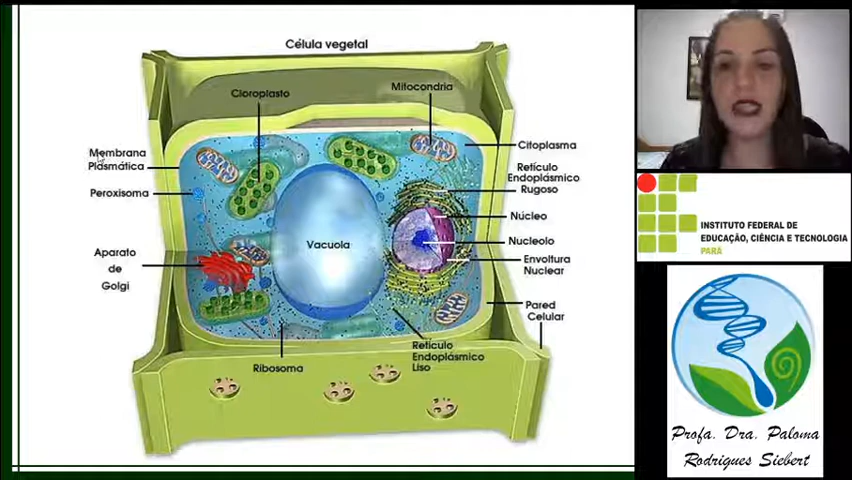 Célula vegetal
Cloroplasto
Mitocondria
Membrana
Plasmática
Peroxisoma
Aparato
de
Golgi
Vacuola
Ribosoma
Citoplasma
Retículo
Endoplásmico
Rugoso
Núcleo
Nucleolo
Envoltura
Nuclear
Pared
Celular
Retículo
Endoplásmico
Liso
INSTITUTO FEDERAL DE
EDUCAÇÃO, CIÊNCIA E TECNOLOGIA
PARÁ
Profa. Dra. Paloma
Rodrigues Siebert